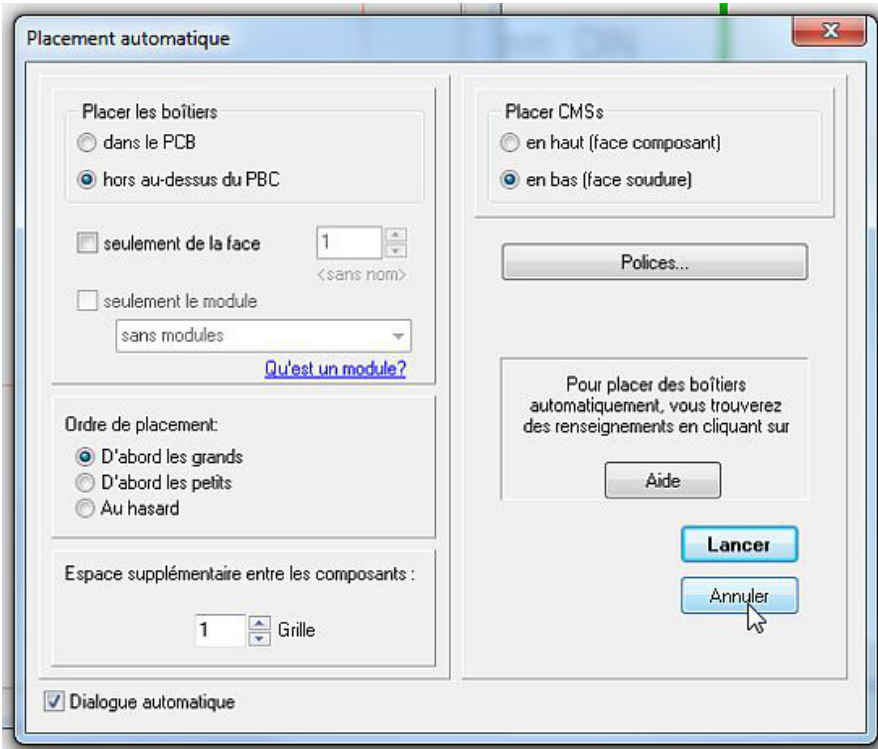 Placement automatique
Placer les boîtiers
dans le PCB
hors au-dessus du PBC
seulement de la face
1
<sans nom>
seulement le module
sans modules
Qu'est un module?
Ordre de placement:
D'abord les grands
D'abord les petits
Au hasard
Espace supplémentaire entre les composants :
1 Grille
Dialogue automatique
Placer CMSs
en haut (face composant)
en bas (face soudure)
Polices...
Pour placer des boîtiers
automatiquement, vous trouverez
des renseignements en cliquant sur
Aide
Lancer
Annuler